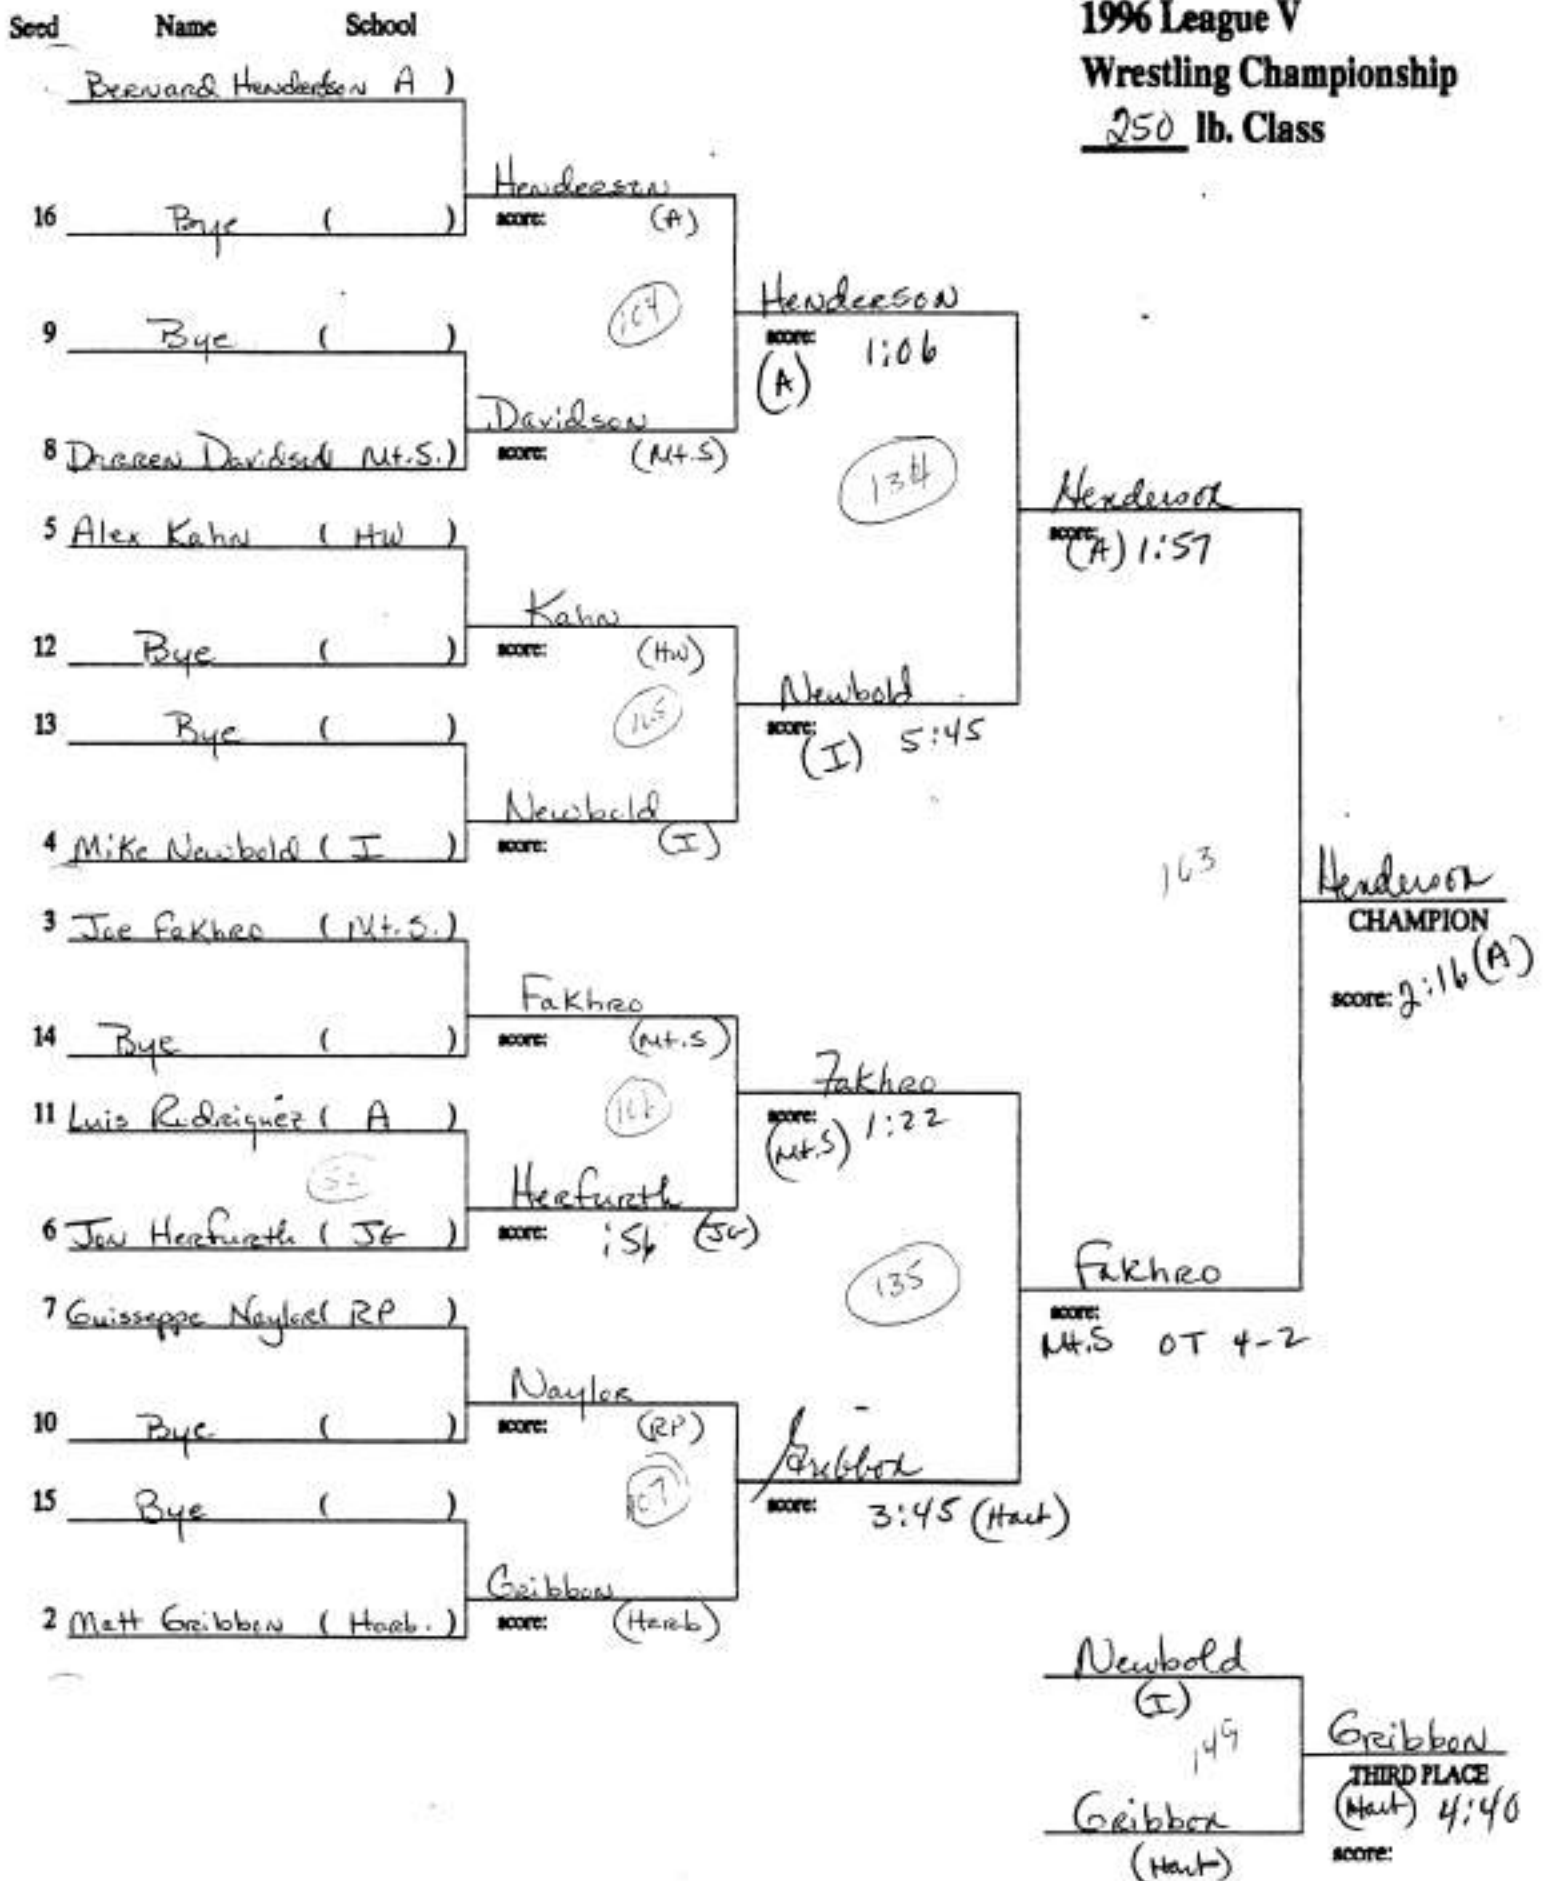 1996 League V
Wrestling Championship
250 lb. Class
Seed Name School
Bernard Henderson A )
16 Bye ( )
9 Bye ( )
8 Darren Davidson ( Mt.S. )
5 Alex Kahn ( HW )
12 Bye ( )
13 Bye ( )
4 Mike Newbold ( I )
3 Joe Fakhro ( Mt.S. )
14 Bye ( )
11 Luis Rodriguez ( A )
52
6 Jon Herfurth ( JG )
7 Guisseppe Naylor ( RP )
10 Bye ( )
15 Bye ( )
2 Matt Gribbon ( Harb. )
Henderson
score: (A)
104
Davidson
score: (Mt.S)
Kahn
score: (HW)
105
Newbold
score: (I)
Fakhro
score: (Mt.S)
Herfurth
score: :56 (JG)
Naylor
score: (RP)
107
Gribbon
score: (Harb)
Henderson
score: 1:06
(A)
134
Newbold
score: (I) 5:45
Fakhro
score: (Mt.S) 1:22
135
Gribbon
score: 3:45 (Hart)
Henderson
score: (A) 1:57
163
Fakhro
score:
Mt.S OT 4-2
Henderson
CHAMPION
score: 2:16 (A)
Newbold
(I)
149
Gribbon
(Hart)
Gribbon
THIRD PLACE
(Hart) 4:40
score: